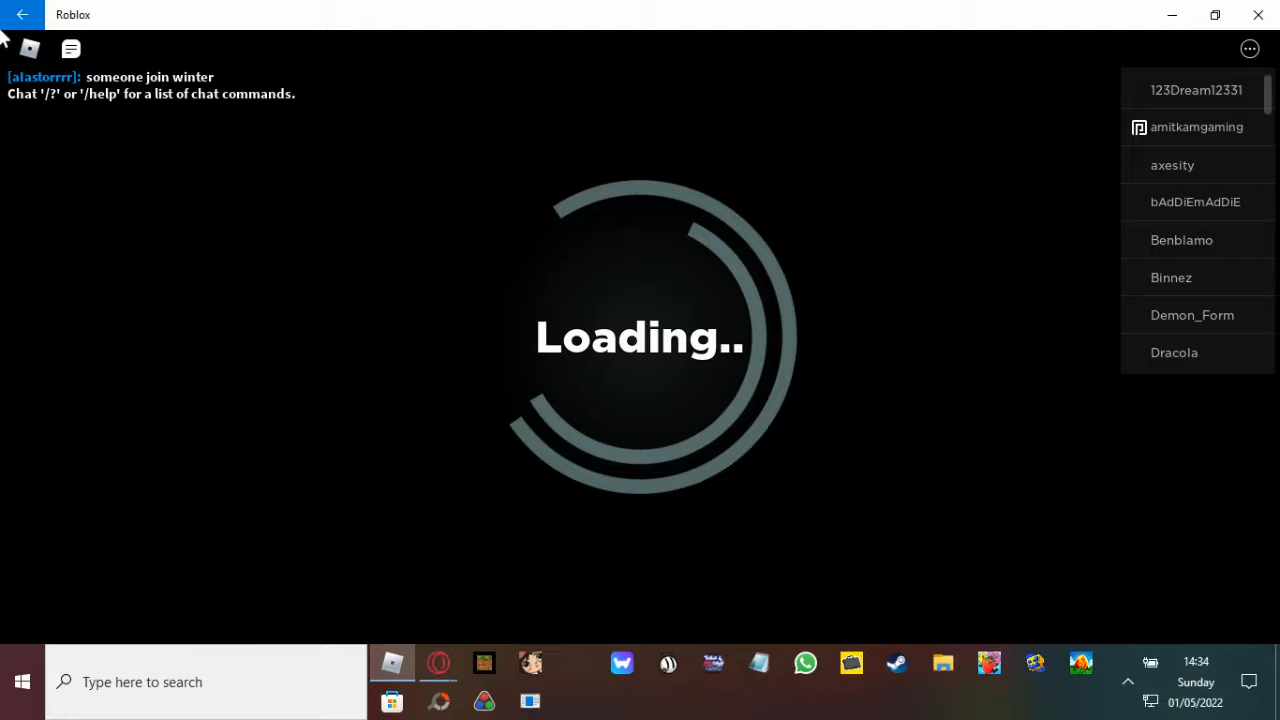 Roblox
[alastorrrr]: someone join winter
Chat '/?' or '/help' for a list of chat commands.
123Dream12331
amitkamgaming
axesity
bAdDiEmAdDiE
Benblamo
Binnez
Demon_Form
Dracola
Loading..
Type here to search
14:34
Sunday
01/05/2022